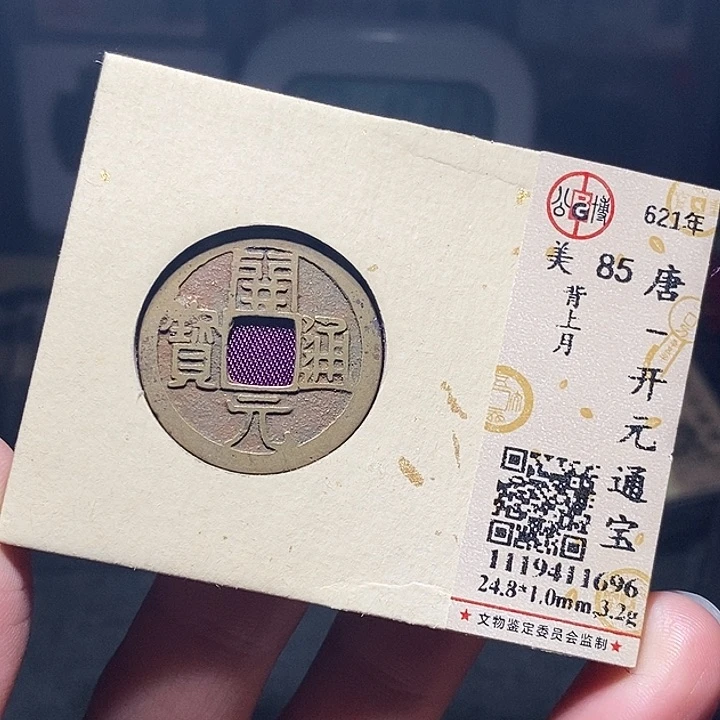 開
通
元
寶
公博
G
621年
美 85
背上月
唐一开元通宝
1119411696
24.8*1.0mm,3.2g
★文物鉴定委员会监制★